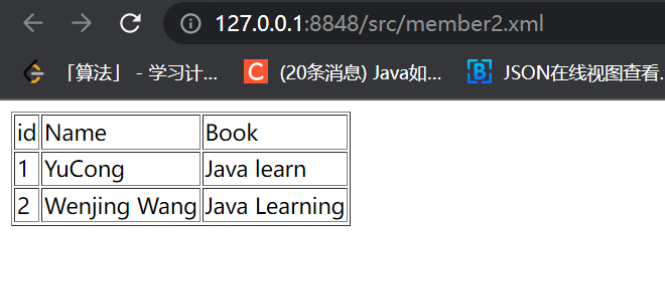 127.0.0.1:8848/src/member2.xml
「算法」 - 学习计... C (20条消息) Java如... B JSON在线视图查看.
id Name Book
1 YuCong Java learn
2 Wenjing Wang Java Learning